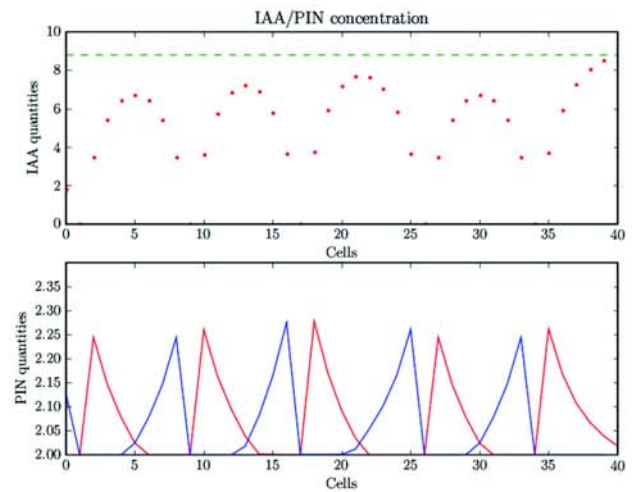 IAA/PIN concentration
10
8
6
4
2
0
IAA quantities
0 5 10 15 20 25 30 35 40
Cells
2.35
2.30
2.25
2.20
2.15
2.10
2.05
2.00
PIN quantities
0 5 10 15 20 25 30 35 40
Cells